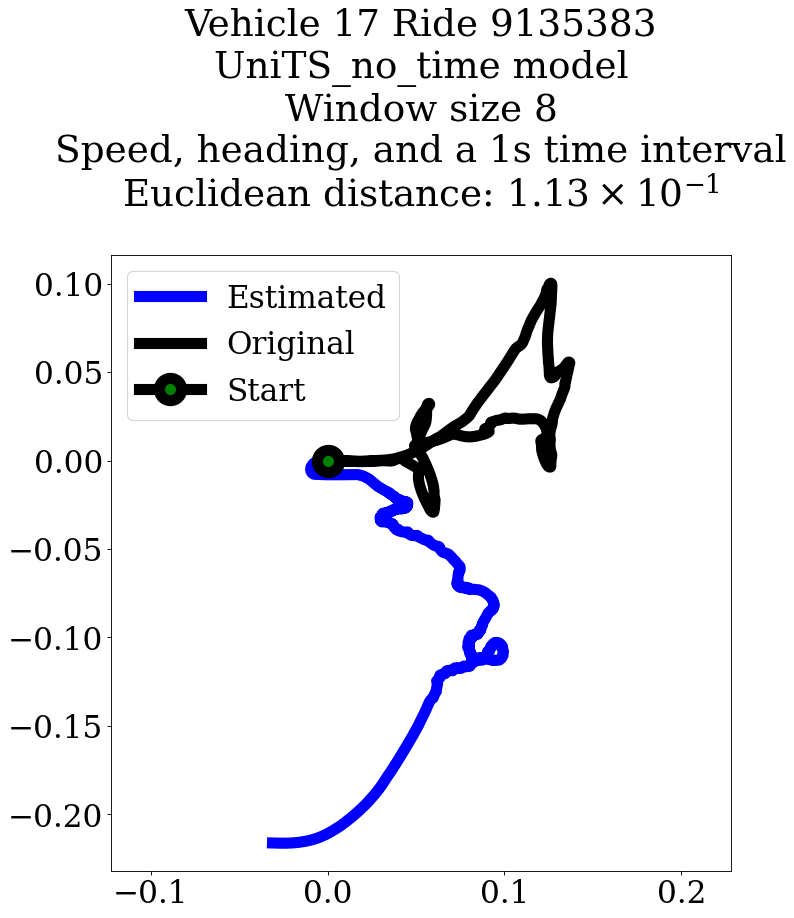 Vehicle 17 Ride 9135383
UniTS_no_time model
Window size 8
Speed, heading, and a 1s time interval
Euclidean distance: 1.13 × 10⁻¹
Estimated
Original
Start
0.10
0.05
0.00
−0.05
−0.10
−0.15
−0.20
−0.1 0.0 0.1 0.2